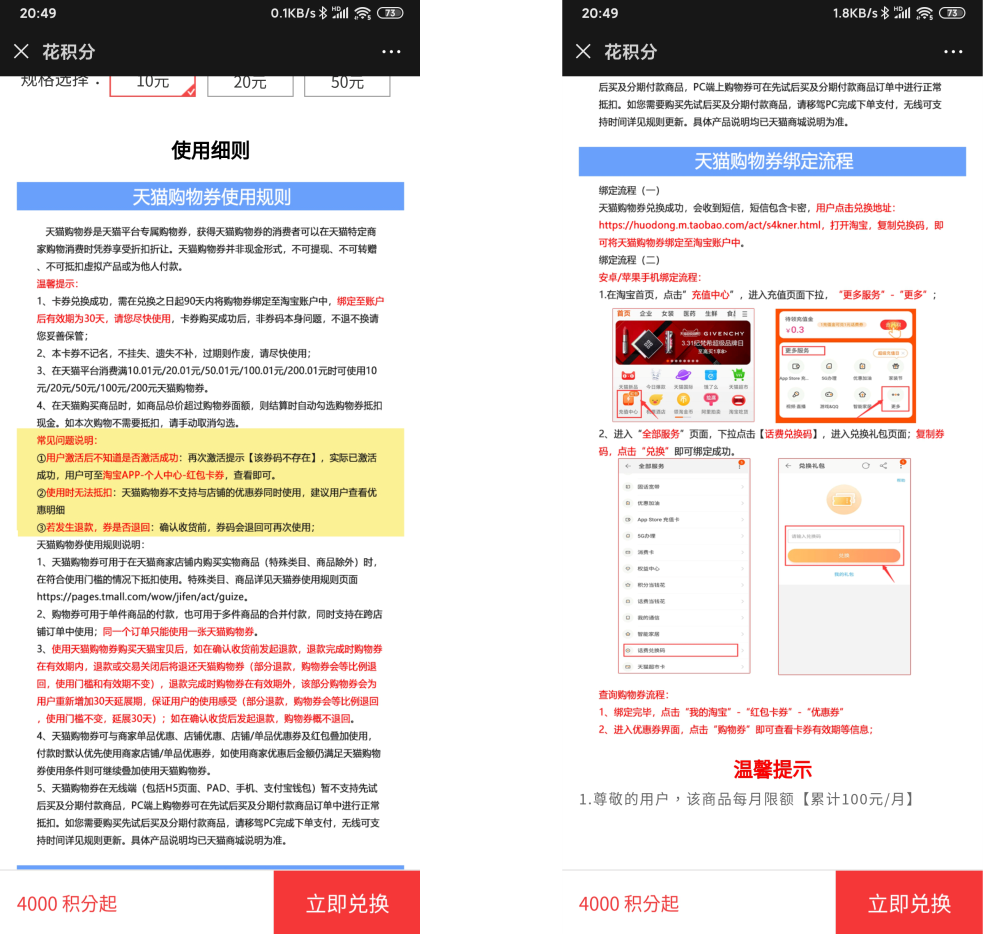 20:49
0.1KB/s
73
花积分
规格选择：
10元
20元
50元
使用细则
天猫购物券使用规则
天猫购物券是天猫平台专属购物券，获得天猫购物券的消费者可以在天猫特定商
家购物消费时凭券享受折扣折让。天猫购物券并非现金形式，不可提现、不可转赠
、不可抵扣虚拟产品或为他人付款。
温馨提示：
1、卡券兑换成功，需在兑换之日起90天内将购物券绑定至淘宝账户中，绑定至账户
后有效期为30天，请您尽快使用，卡券购买成功后，非券码本身问题，不退不换请
您妥善保管；
2、本卡券不记名，不挂失、遗失不补，过期则作废，请尽快使用；
3、在天猫平台消费满10.01元/20.01元/50.01元/100.01元/200.01元时可使用10
元/20元/50元/100元/200元天猫购物券。
4、在天猫购买商品时，如商品总价超过购物券面额，则结算时自动勾选购物券抵扣
现金。如本次购物不需要抵扣，请手动取消勾选。
常见问题说明：
①用户激活后不知道是否激活成功：再次激活提示【该券码不存在】，实际已激活
成功，用户可至淘宝APP-个人中心-红包卡券，查看即可。
②使用时无法抵扣：天猫购物券不支持与店铺的优惠券同时使用，建议用户查看优
惠明细
③若发生退款，券是否退回：确认收货前，券码会退回可再次使用；
天猫购物券使用规则说明：
1、天猫购物券可用于在天猫商家店铺内购买实物商品（特殊类目、商品除外）时，
在符合使用门槛的情况下抵扣使用。特殊类目、商品详见天猫券使用规则页面
https://pages.tmall.com/wow/jifen/act/guize。
2、购物券可用于单件商品的付款，也可用于多件商品的合并付款，同时支持在跨店
铺订单中使用；同一个订单只能使用一张天猫购物券。
3、使用天猫购物券购买天猫宝贝后，如在确认收货前发起退款，退款完成时购物券
在有效期内，退款或交易关闭后将退还天猫购物券（部分退款，购物券会等比例退
回，使用门槛和有效期不变），退款完成时购物券在有效期外，该部分购物券会为
用户重新增加30天延展期，保证用户的使用感受（部分退款，购物券会等比例退回
，使用门槛不变，延展30天）；如在确认收货后发起退款，购物券概不退回。
4、天猫购物券可与商家单品优惠、店铺优惠、店铺/单品优惠券及红包叠加使用，
付款时默认优先使用商家店铺/单品优惠券，如使用商家优惠后金额仍满足天猫购物
券使用条件则可继续叠加使用天猫购物券。
5、天猫购物券在无线端（包括H5页面、PAD、手机、支付宝钱包）暂不支持先试
后买及分期付款商品，PC端上购物券可在先试后买及分期付款商品订单中进行正常
抵扣。如您需要购买先试后买及分期付款商品，请移驾PC完成下单支付，无线可支
持时间详见规则更新。具体产品说明均已天猫商城说明为准。
4000 积分起
立即兑换
20:49
1.8KB/s
73
花积分
后买及分期付款商品，PC端上购物券可在先试后买及分期付款商品订单中进行正常
抵扣。如您需要购买先试后买及分期付款商品，请移驾PC完成下单支付，无线可支
持时间详见规则更新。具体产品说明均已天猫商城说明为准。
天猫购物券绑定流程
绑定流程（一）
天猫购物券兑换成功，会收到短信，短信包含卡密，用户点击兑换地址：
https://huodong.m.taobao.com/act/s4kner.html，打开淘宝，复制兑换码，即
可将天猫购物券绑定至淘宝账户中。
绑定流程（二）
安卓/苹果手机绑定流程：
1.在淘宝首页，点击“充值中心”，进入充值页面下拉，“更多服务”-“更多”；
首页 企业 女装 医药 生鲜
GIVENCHY
3.31纪梵希超级品牌日
天猫新品 今日爆款 天猫国际 饿了么 天猫超市
充值中心
待领充值金
¥0.3
更多服务
5G办理 优惠加油
更多
2、进入“全部服务”页面，下拉点击【话费兑换码】，进入兑换礼包页面；复制券
码，点击“兑换”即可绑定成功。
全部服务
固话宽带
优惠加油
App Store 充值卡
5G办理
消费卡
权益中心
积分当钱花
话费当钱花
我的通信
智能家居
话费兑换码
天猫超市卡
兑换礼包
请输入兑换码
兑换
我的礼包
查询购物券流程：
1、绑定完毕，点击“我的淘宝”-“红包卡券”-“优惠券”
2、进入优惠券界面，点击“购物券”即可查看卡券有效期等信息；
温馨提示
1.尊敬的用户，该商品每月限额【累计100元/月】
4000 积分起
立即兑换